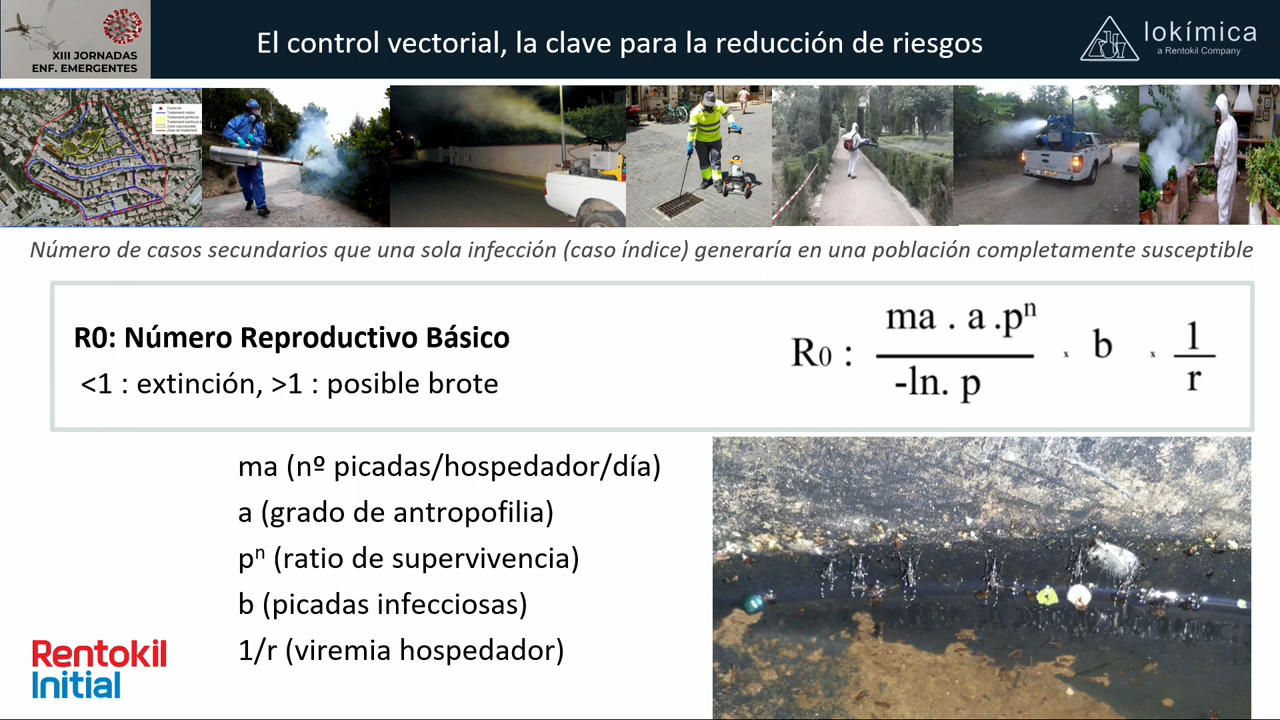 XIII JORNADAS
ENF. EMERGENTES
El control vectorial, la clave para la reducción de riesgos
lokímica
a Rentokil Company
Número de casos secundarios que una sola infección (caso índice) generaría en una población completamente susceptible
R0: Número Reproductivo Básico
<1 : extinción, >1 : posible brote
R0 : ma . a .pⁿ
-ln. p
x b x 1
r
ma (nº picadas/hospedador/día)
a (grado de antropofilia)
pⁿ (ratio de supervivencia)
b (picadas infecciosas)
1/r (viremia hospedador)
Rentokil
Initial